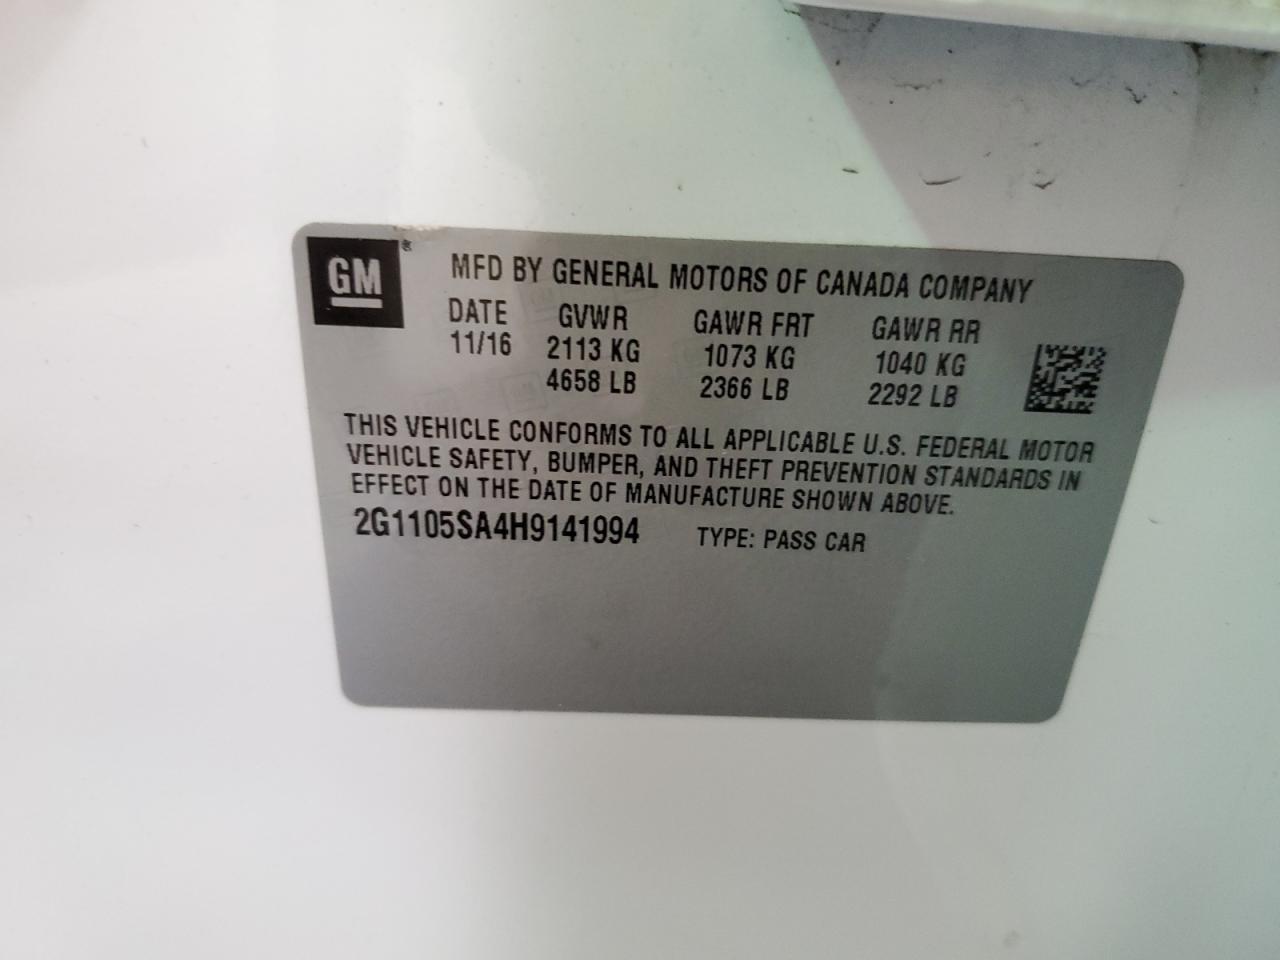 GM ®
MFD BY GENERAL MOTORS OF CANADA COMPANY
DATE GVWR GAWR FRT GAWR RR
11/16 2113 KG 1073 KG 1040 KG
4658 LB 2366 LB 2292 LB
THIS VEHICLE CONFORMS TO ALL APPLICABLE U.S. FEDERAL MOTOR
VEHICLE SAFETY, BUMPER, AND THEFT PREVENTION STANDARDS IN
EFFECT ON THE DATE OF MANUFACTURE SHOWN ABOVE.
2G1105SA4H9141994 TYPE: PASS CAR